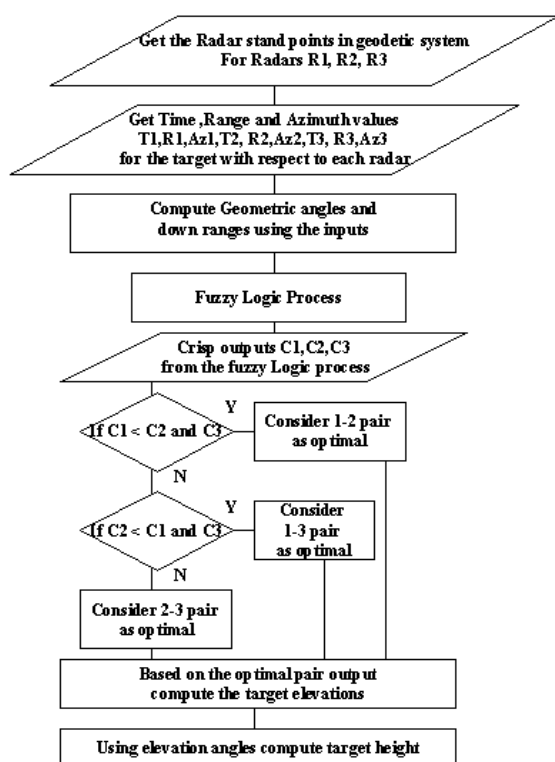 Get the Radar stand points in geodetic system
For Radars R1, R2, R3
Get Time ,Range and Azimuth values
T1,R1,Az1,T2, R2,Az2,T3, R3,Az3
for the target with respect to each radar
Compute Geometric angles and
down ranges using the inputs
Fuzzy Logic Process
Crisp outputs C1,C2,C3
from the fuzzy Logic process
If C1 < C2 and C3
Y
Consider 1-2 pair
as optimal
N
If C2 < C1 and C3
Y
Consider
1-3 pair
as optimal
N
Consider 2-3 pair
as optimal
Based on the optimal pair output
compute the target elevations
Using elevation angles compute target height